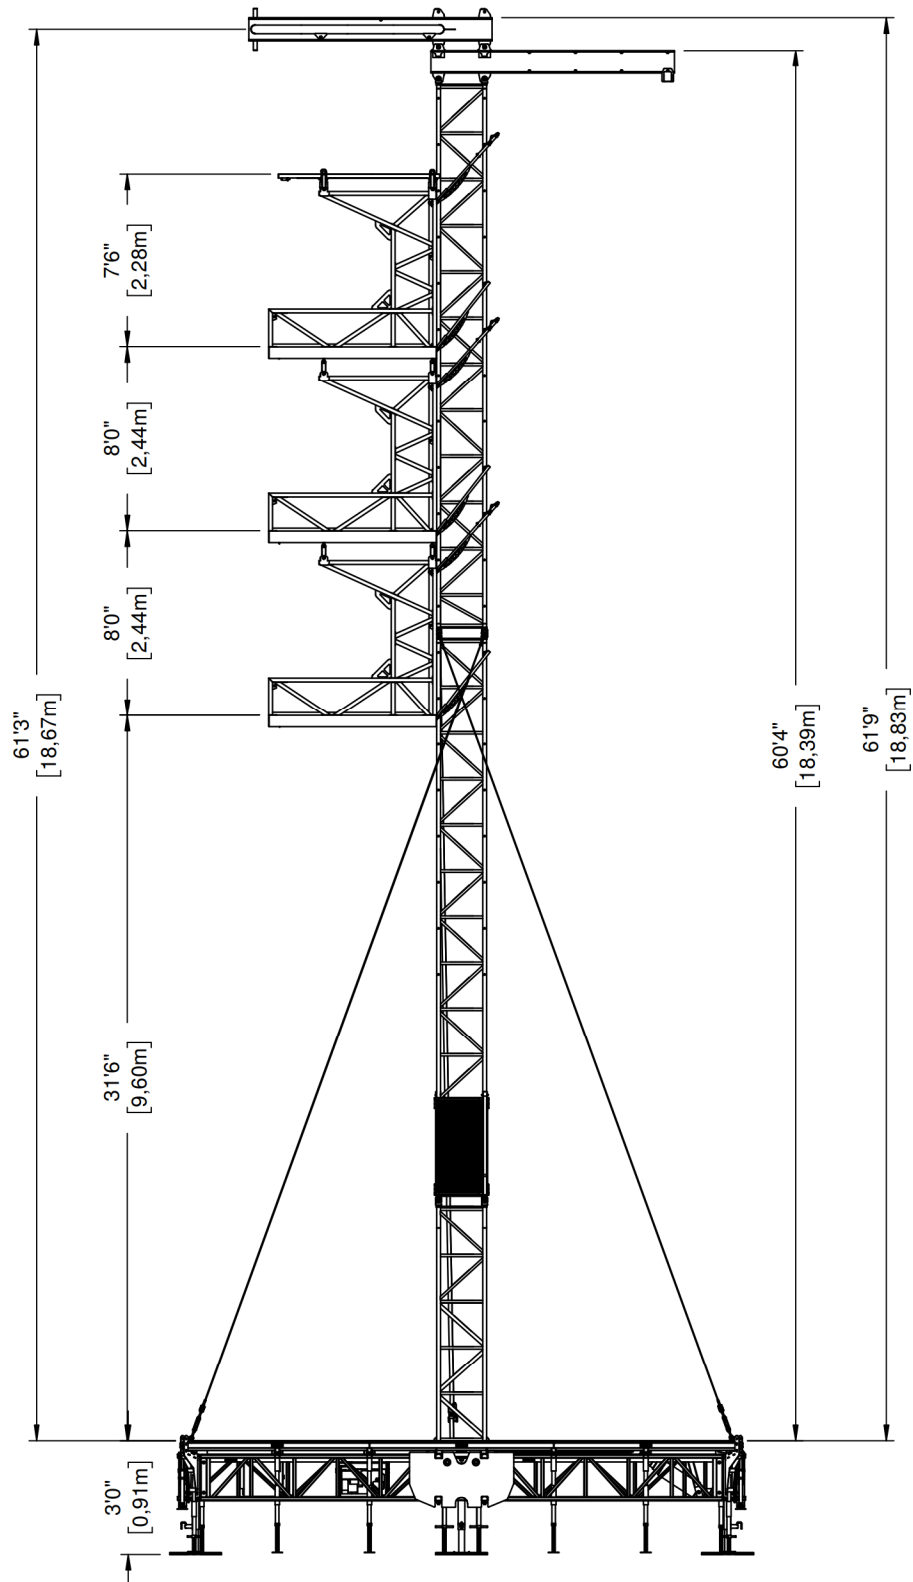 7'6"
[2,28m]
8'0"
[2,44m]
8'0"
[2,44m]
61'3"
[18,67m]
60'4"
[18,39m]
61'9"
[18,83m]
31'6"
[9,60m]
3'0"
[0,91m]